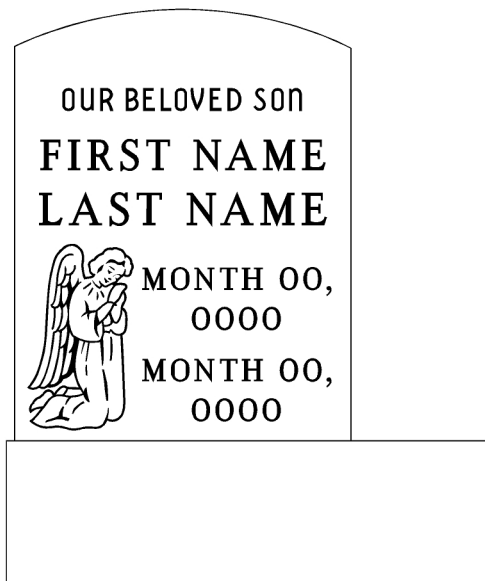 OUR BELOVED SON
FIRST NAME
LAST NAME
MONTH 00,
0000
MONTH 00,
0000